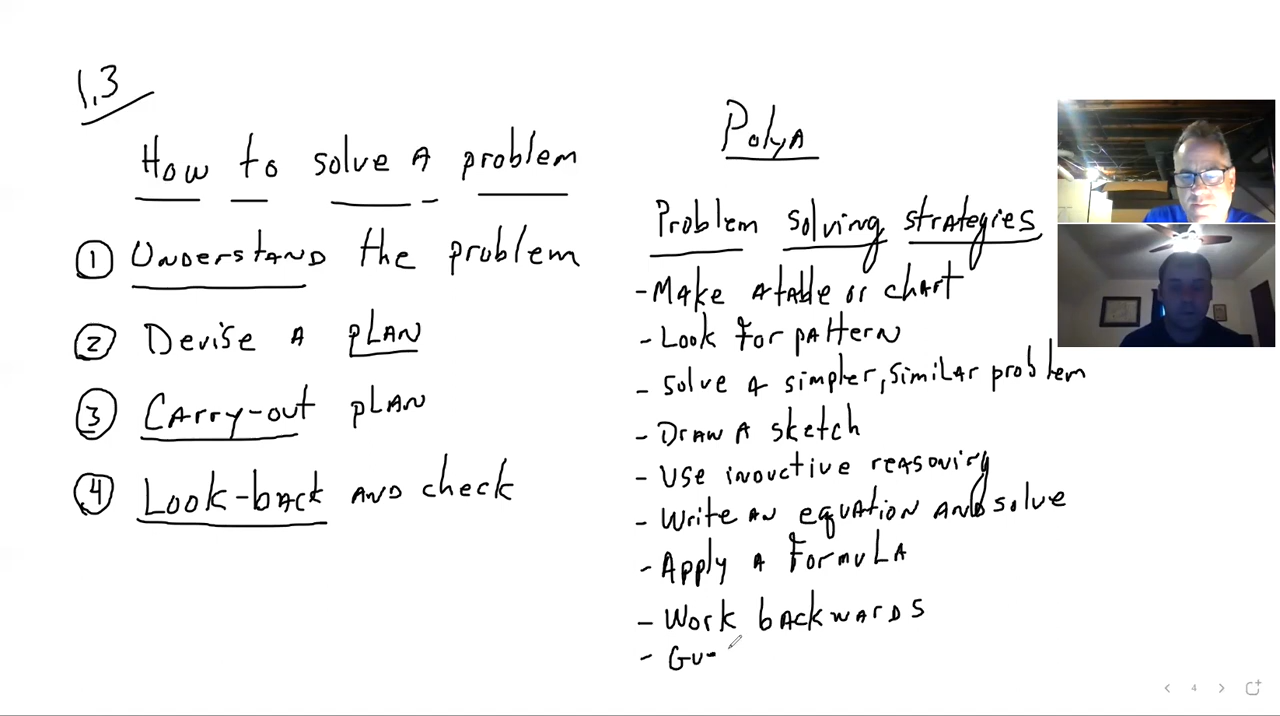 1.3
How to solve a problem
① Understand the problem
② Devise a plan
③ Carry-out plan
④ Look-back and check
Polya
Problem solving strategies
- Make a table or chart
- Look for pattern
- Solve a simpler, similar problem
- Draw a sketch
- Use inductive reasoning
- Write an equation and solve
- Apply a formula
- Work backwards
- Gu
4